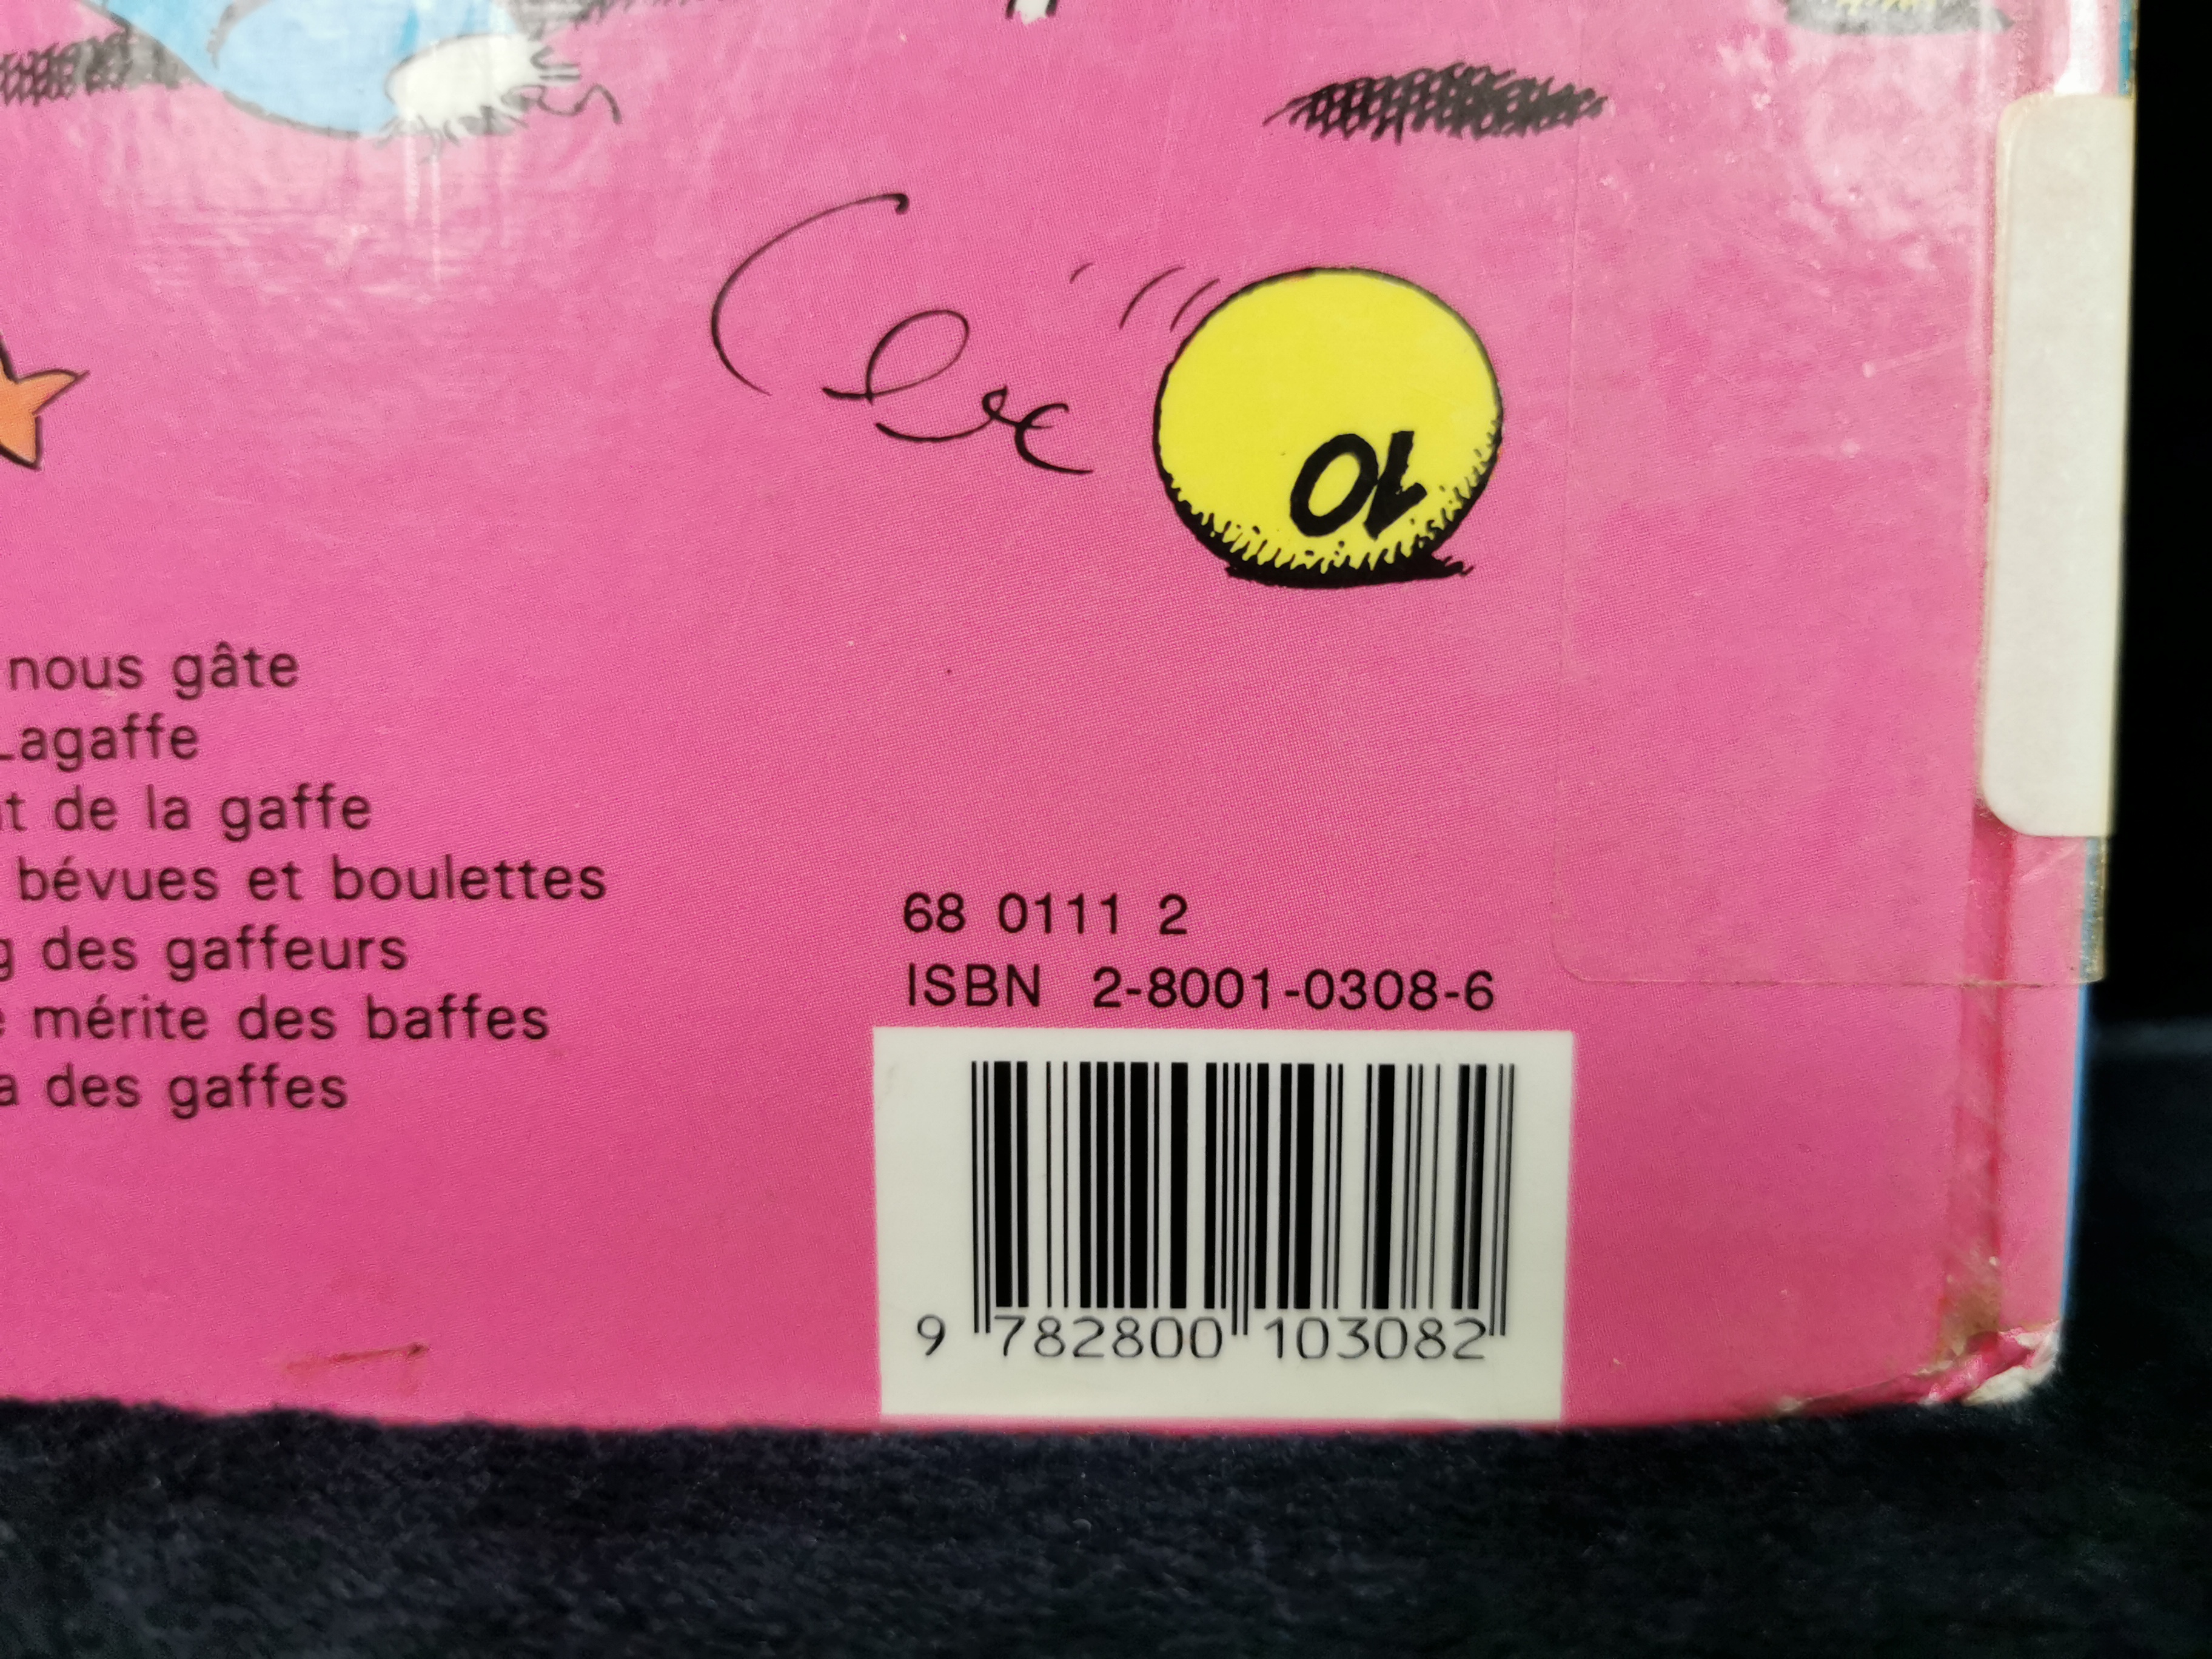 10
nous gâte
Lagaffe
t de la gaffe
bévues et boulettes
g des gaffeurs
e mérite des baffes
a des gaffes
68 0111 2
ISBN 2-8001-0308-6
9 782800 103082